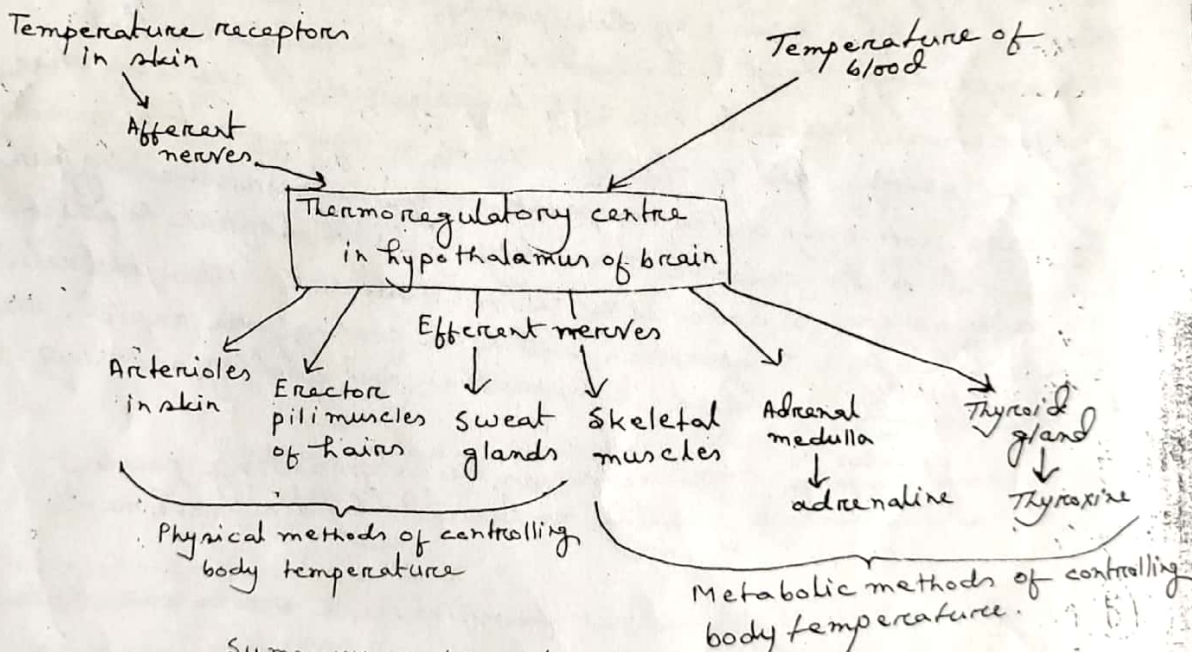 Temperature receptors
in skin
Temperature of
blood
Afferent
nerves
Thermoregulatory centre
in hypothalamus of brain
Efferent nerves
Arterioles
in skin
Erector
pili muscles
of hairs
Sweat
glands
Skeletal
muscles
Adrenal
medulla
adrenaline
Thyroid
gland
Thyroxine
Physical methods of controlling
body temperature
Metabolic methods of controlling
body temperature.